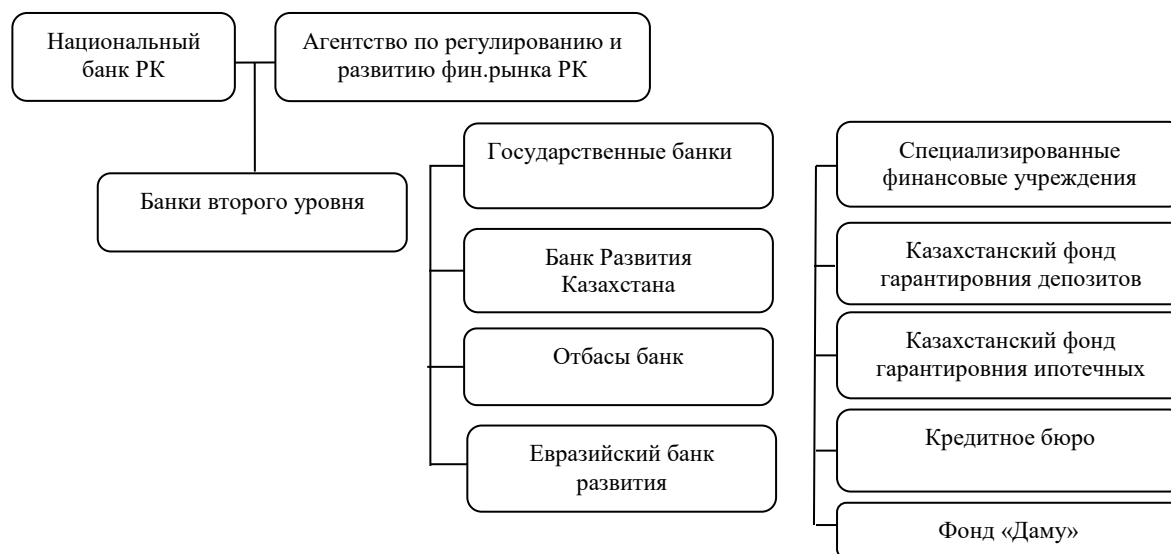 Национальный
банк РК
Агентство по регулированию и
развитию фин.рынка РК
Банки второго уровня
Государственные банки
Банк Развития
Казахстана
Отбасы банк
Евразийский банк
развития
Специализированные
финансовые учреждения
Казахстанский фонд
гарантировния депозитов
Казахстанский фонд
гарантировния ипотечных
Кредитное бюро
Фонд «Даму»